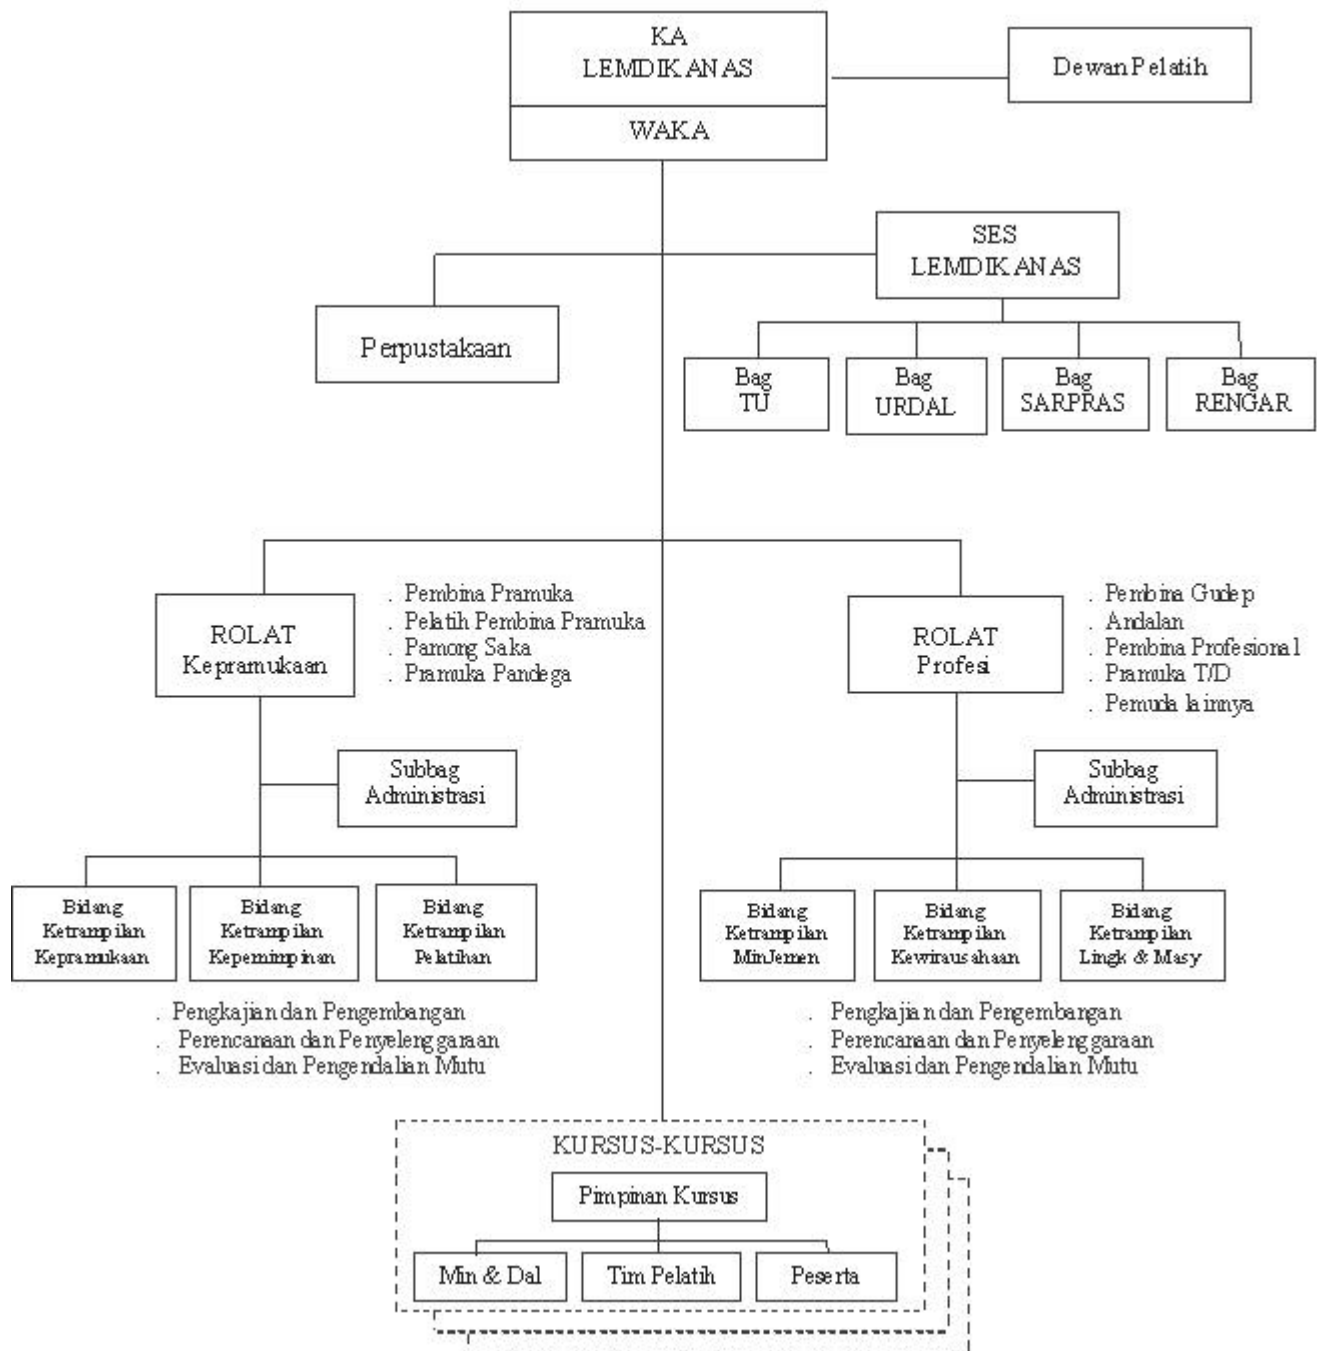 KA
LEMDIKANAS
WAKA
Dewan Pelatih
SES
LEMDIKANAS
Perpustakaan
Bag
TU
Bag
URDAL
Bag
SARPRAS
Bag
RENGAR
ROLAT
Kepramukaan
. Pembina Pramuka
. Pelatih Pembina Pramuka
. Pamong Saka
. Pramuka Pandega
ROLAT
Profesi
. Pembina Gudep
. Andalan
. Pembina Profesional
. Pramuka T/D
. Pemuda lainnya
Subbag
Administrasi
Subbag
Administrasi
Bidang
Ketrampilan
Kepramukaan
Bidang
Ketrampilan
Kepemimpinan
Bidang
Ketrampilan
Pelatihan
Bidang
Ketrampilan
MinJemen
Bidang
Ketrampilan
Kewirausahaan
Bidang
Ketrampilan
Lingk & Masy
. Pengkajian dan Pengembangan
. Perencanaan dan Penyelenggaraan
. Evaluasi dan Pengendalian Mutu
. Pengkajian dan Pengembangan
. Perencanaan dan Penyelenggaraan
. Evaluasi dan Pengendalian Mutu
KURSUS-KURSUS
Pimpinan Kursus
Min & Dal
Tim Pelatih
Peserta